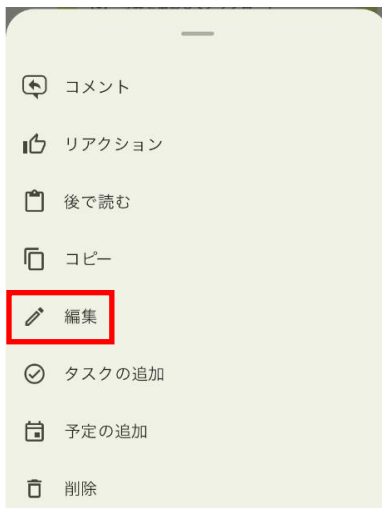 コメント
リアクション
後で読む
コピー
編集
タスクの追加
予定の追加
削除